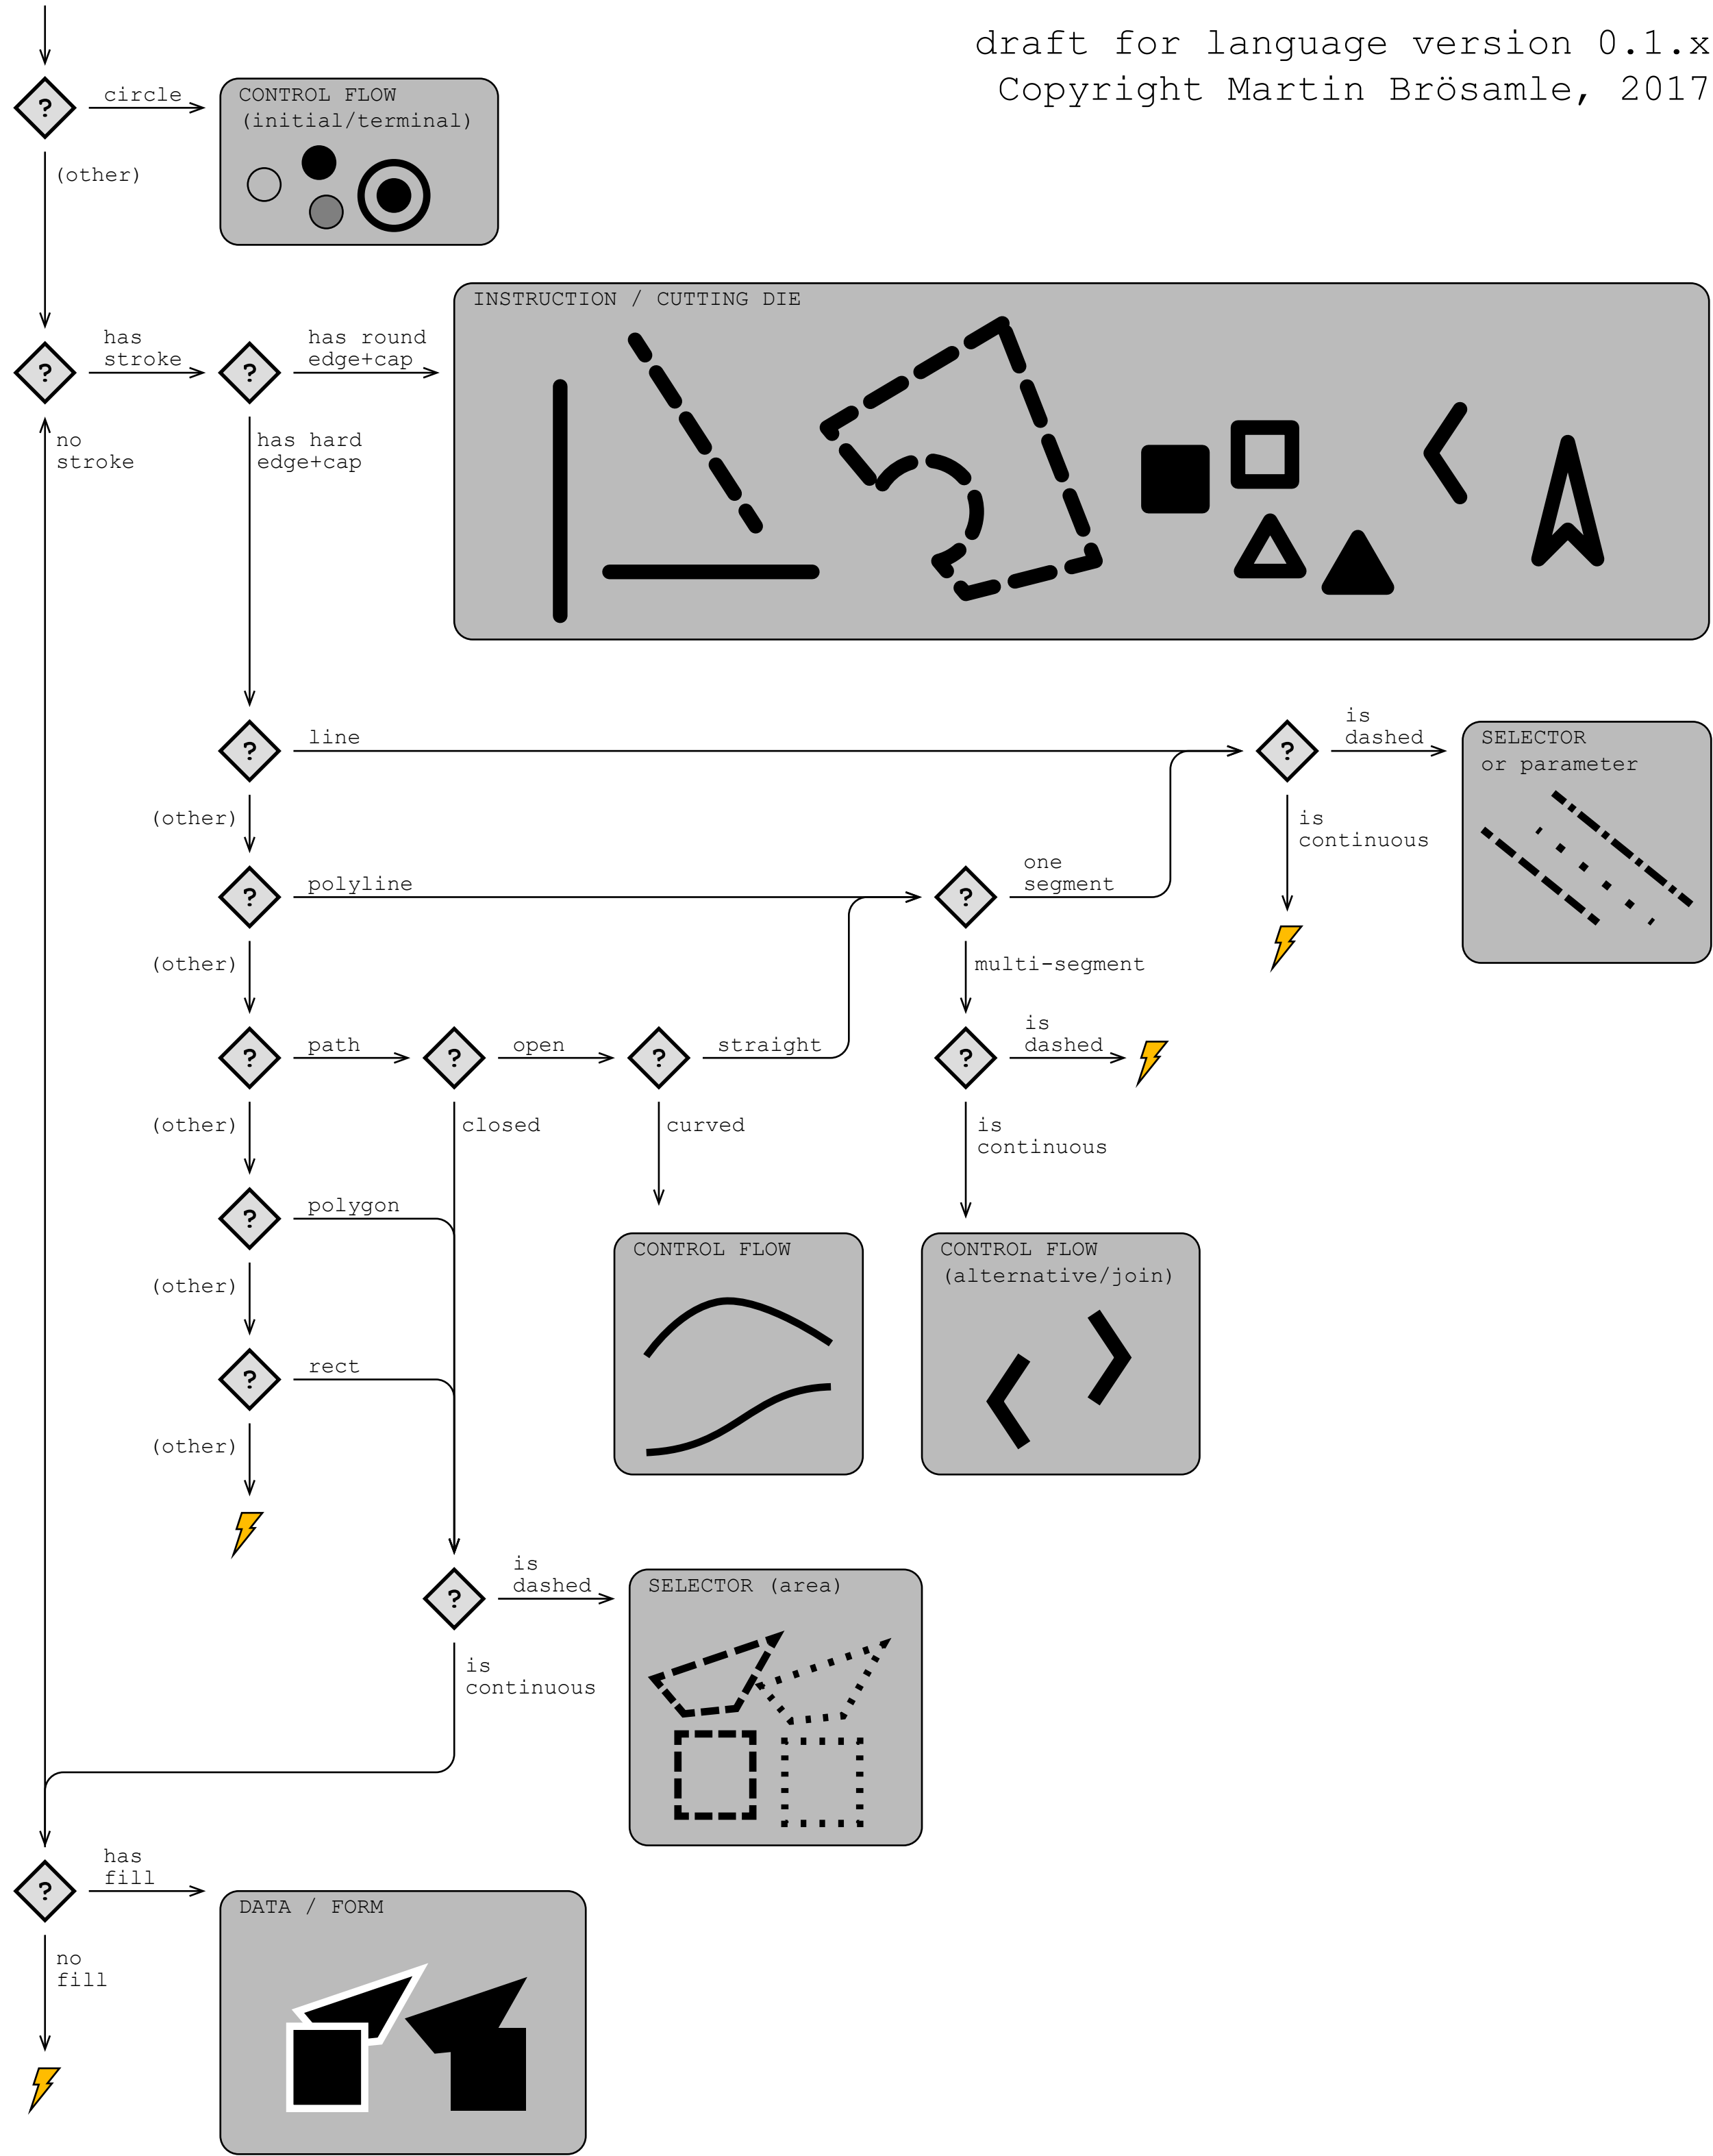 draft for language version 0.1.x
Copyright Martin Brösamle, 2017
?
circle
CONTROL FLOW
(initial/terminal)
(other)
INSTRUCTION / CUTTING DIE
?
has
stroke
?
has round
edge+cap
no
stroke
has hard
edge+cap
?
line
?
is
dashed
SELECTOR
or parameter
(other)
is
continuous
?
polyline
?
one
segment
(other)
multi-segment
?
path
?
open
?
straight
?
is
dashed
(other)
closed
curved
is
continuous
?
polygon
CONTROL FLOW
CONTROL FLOW
(alternative/join)
(other)
?
rect
(other)
?
is
dashed
SELECTOR (area)
is
continuous
?
has
fill
DATA / FORM
no
fill